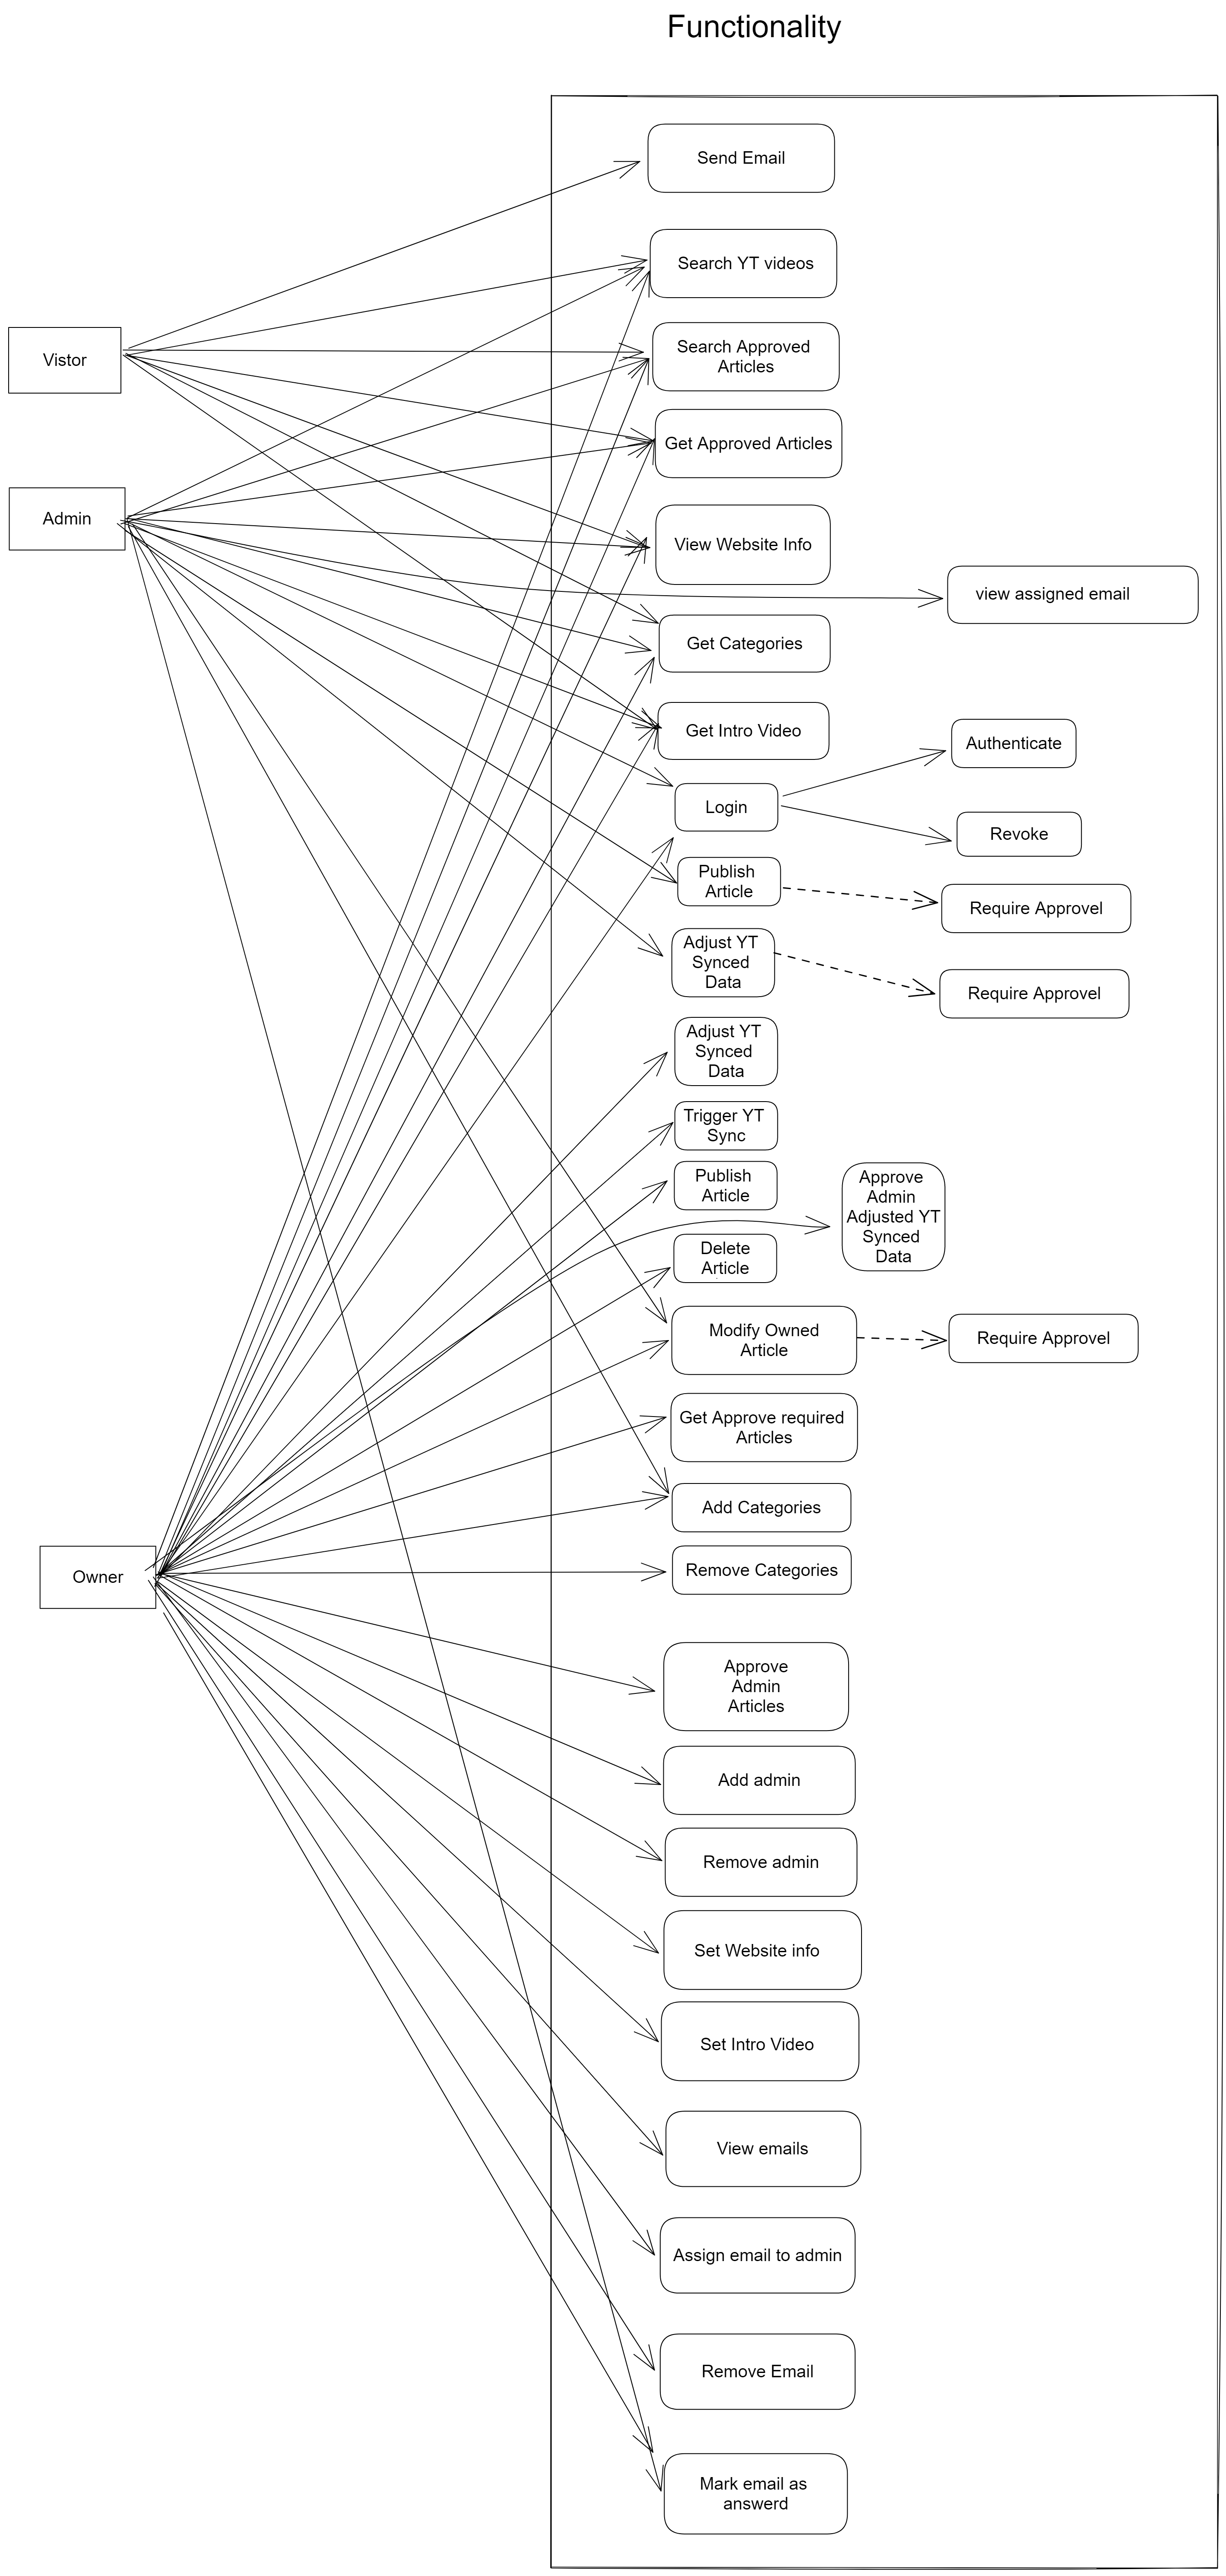 Functionality
Send Email
Search YT videos
Vistor
Search Approved
Articles
Get Approved Articles
Admin
View Website Info
view assigned email
Get Categories
Get Intro Video
Authenticate
Login
Revoke
Publish
Article
Require Approvel
Adjust YT
Synced
Data
Require Approvel
Adjust YT
Synced
Data
Trigger YT
Sync
Publish
Article
Approve
Admin
Adjusted YT
Synced
Data
Delete
Article
Modify Owned
Article
Require Approvel
Get Approve required
Articles
Add Categories
Remove Categories
Owner
Approve
Admin
Articles
Add admin
Remove admin
Set Website info
Set Intro Video
View emails
Assign email to admin
Remove Email
Mark email as
answerd